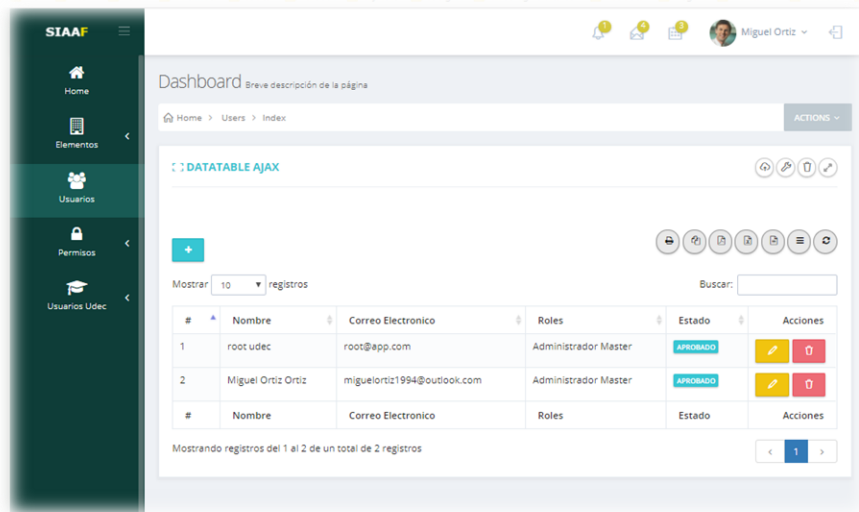 SIAAF
1
4
3
Miguel Ortiz
Home
Elementos
Usuarios
Permisos
Usuarios Udec
Dashboard Breve descripción de la página
Home > Users > Index
ACTIONS
DATATABLE AJAX
+
Mostrar 10 registros
Buscar:
# Nombre Correo Electronico Roles Estado Acciones
1 root udec root@app.com Administrador Master APROBADO
2 Miguel Ortiz Ortiz miguelortiz1994@outlook.com Administrador Master APROBADO
# Nombre Correo Electronico Roles Estado Acciones
Mostrando registros del 1 al 2 de un total de 2 registros
< 1 >